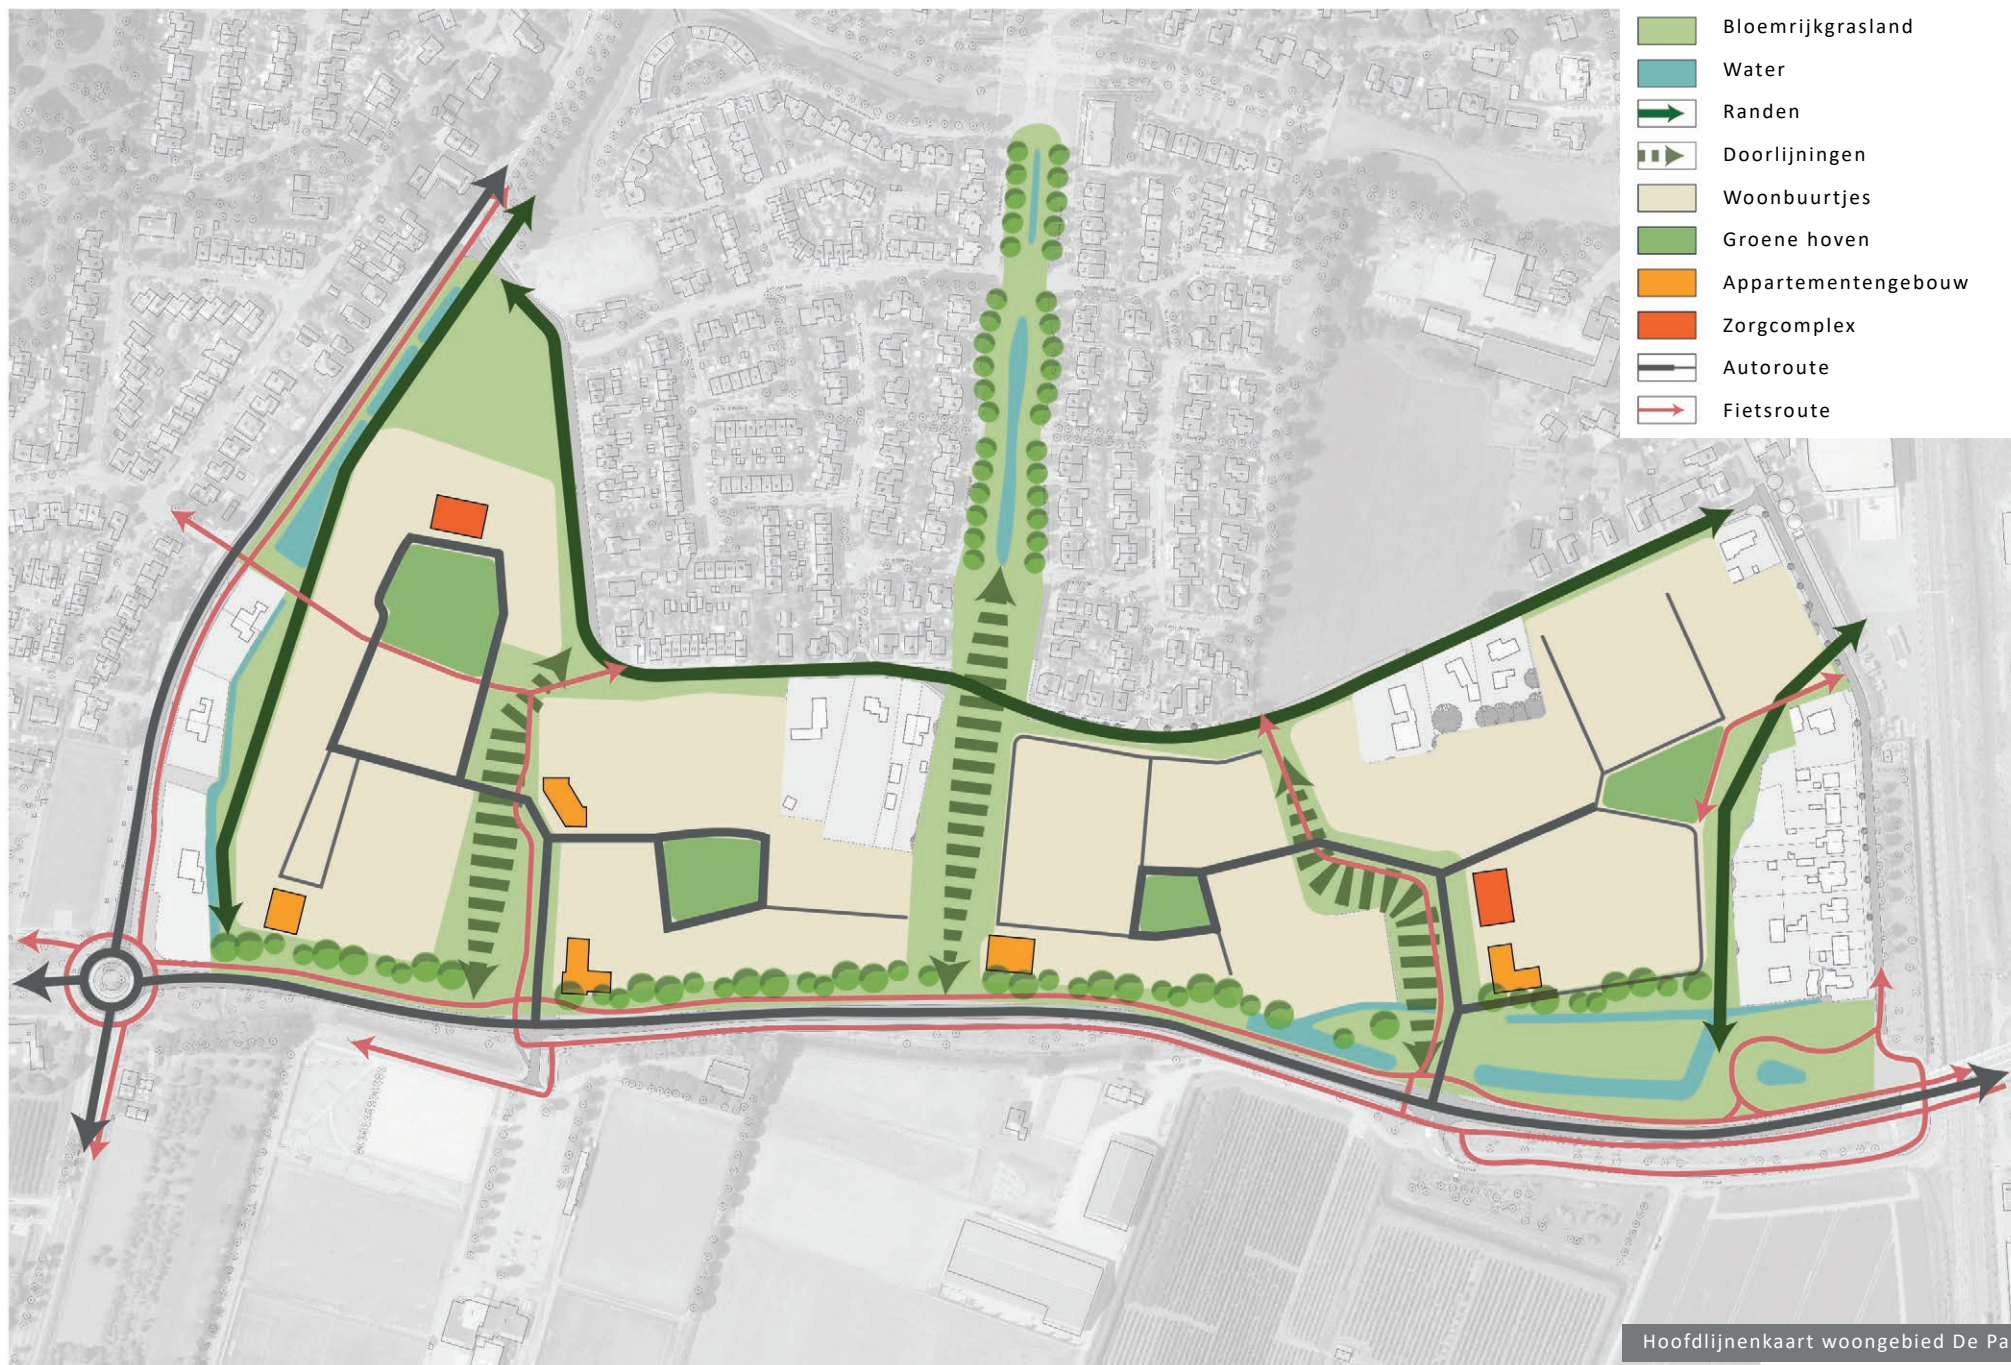 Bloemrijkgrasland
Water
Randen
Doorlijningen
Woonbuurtjes
Groene hoven
Appartementengebouw
Zorgcomplex
Autoroute
Fietsroute
Hoofdlijnenkaart woongebied De Pa